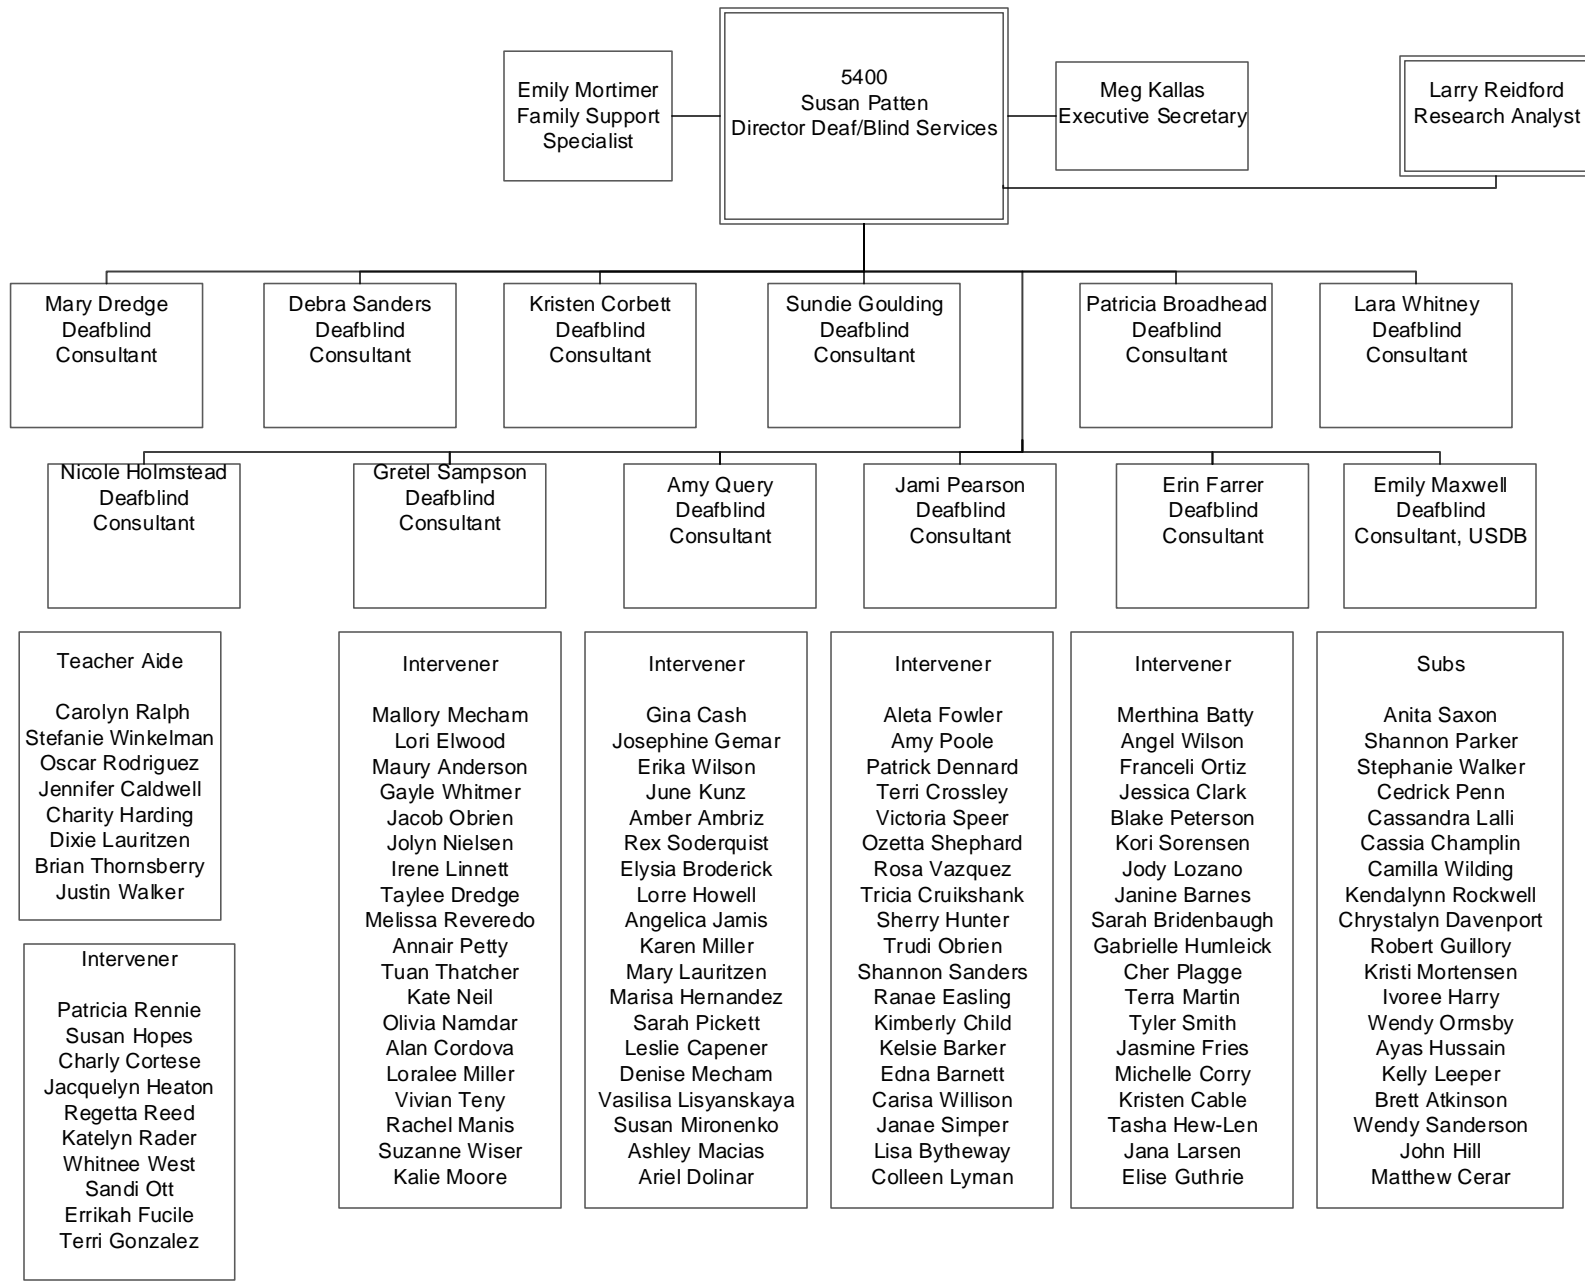 5400
Susan Patten
Director Deaf/Blind Services
Emily Mortimer
Family Support
Specialist
Meg Kallas
Executive Secretary
Larry Reidford
Research Analyst
Mary Dredge
Deafblind
Consultant
Debra Sanders
Deafblind
Consultant
Kristen Corbett
Deafblind
Consultant
Sundie Goulding
Deafblind
Consultant
Patricia Broadhead
Deafblind
Consultant
Lara Whitney
Deafblind
Consultant
Nicole Holmstead
Deafblind
Consultant
Gretel Sampson
Deafblind
Consultant
Amy Query
Deafblind
Consultant
Jami Pearson
Deafblind
Consultant
Erin Farrer
Deafblind
Consultant
Emily Maxwell
Deafblind
Consultant, USDB
Teacher Aide
Carolyn Ralph
Stefanie Winkelman
Oscar Rodriguez
Jennifer Caldwell
Charity Harding
Dixie Lauritzen
Brian Thornsberry
Justin Walker
Intervener
Patricia Rennie
Susan Hopes
Charly Cortese
Jacquelyn Heaton
Regetta Reed
Katelyn Rader
Whitnee West
Sandi Ott
Errikah Fucile
Terri Gonzalez
Intervener
Mallory Mecham
Lori Elwood
Maury Anderson
Gayle Whitmer
Jacob Obrien
Jolyn Nielsen
Irene Linnett
Taylee Dredge
Melissa Reveredo
Annair Petty
Tuan Thatcher
Kate Neil
Olivia Namdar
Alan Cordova
Loralee Miller
Vivian Teny
Rachel Manis
Suzanne Wiser
Kalie Moore
Intervener
Gina Cash
Josephine Gemar
Erika Wilson
June Kunz
Amber Ambriz
Rex Soderquist
Elysia Broderick
Lorre Howell
Angelica Jamis
Karen Miller
Mary Lauritzen
Marisa Hernandez
Sarah Pickett
Leslie Capener
Denise Mecham
Vasilisa Lisyanskaya
Susan Mironenko
Ashley Macias
Ariel Dolinar
Intervener
Aleta Fowler
Amy Poole
Patrick Dennard
Terri Crossley
Victoria Speer
Ozetta Shephard
Rosa Vazquez
Tricia Cruikshank
Sherry Hunter
Trudi Obrien
Shannon Sanders
Ranae Easling
Kimberly Child
Kelsie Barker
Edna Barnett
Carisa Willison
Janae Simper
Lisa Bytheway
Colleen Lyman
Intervener
Merthina Batty
Angel Wilson
Franceli Ortiz
Jessica Clark
Blake Peterson
Kori Sorensen
Jody Lozano
Janine Barnes
Sarah Bridenbaugh
Gabrielle Humleick
Cher Plagge
Terra Martin
Tyler Smith
Jasmine Fries
Michelle Corry
Kristen Cable
Tasha Hew-Len
Jana Larsen
Elise Guthrie
Subs
Anita Saxon
Shannon Parker
Stephanie Walker
Cedrick Penn
Cassandra Lalli
Cassia Champlin
Camilla Wilding
Kendalynn Rockwell
Chrystalyn Davenport
Robert Guillory
Kristi Mortensen
Ivoree Harry
Wendy Ormsby
Ayas Hussain
Kelly Leeper
Brett Atkinson
Wendy Sanderson
John Hill
Matthew Cerar